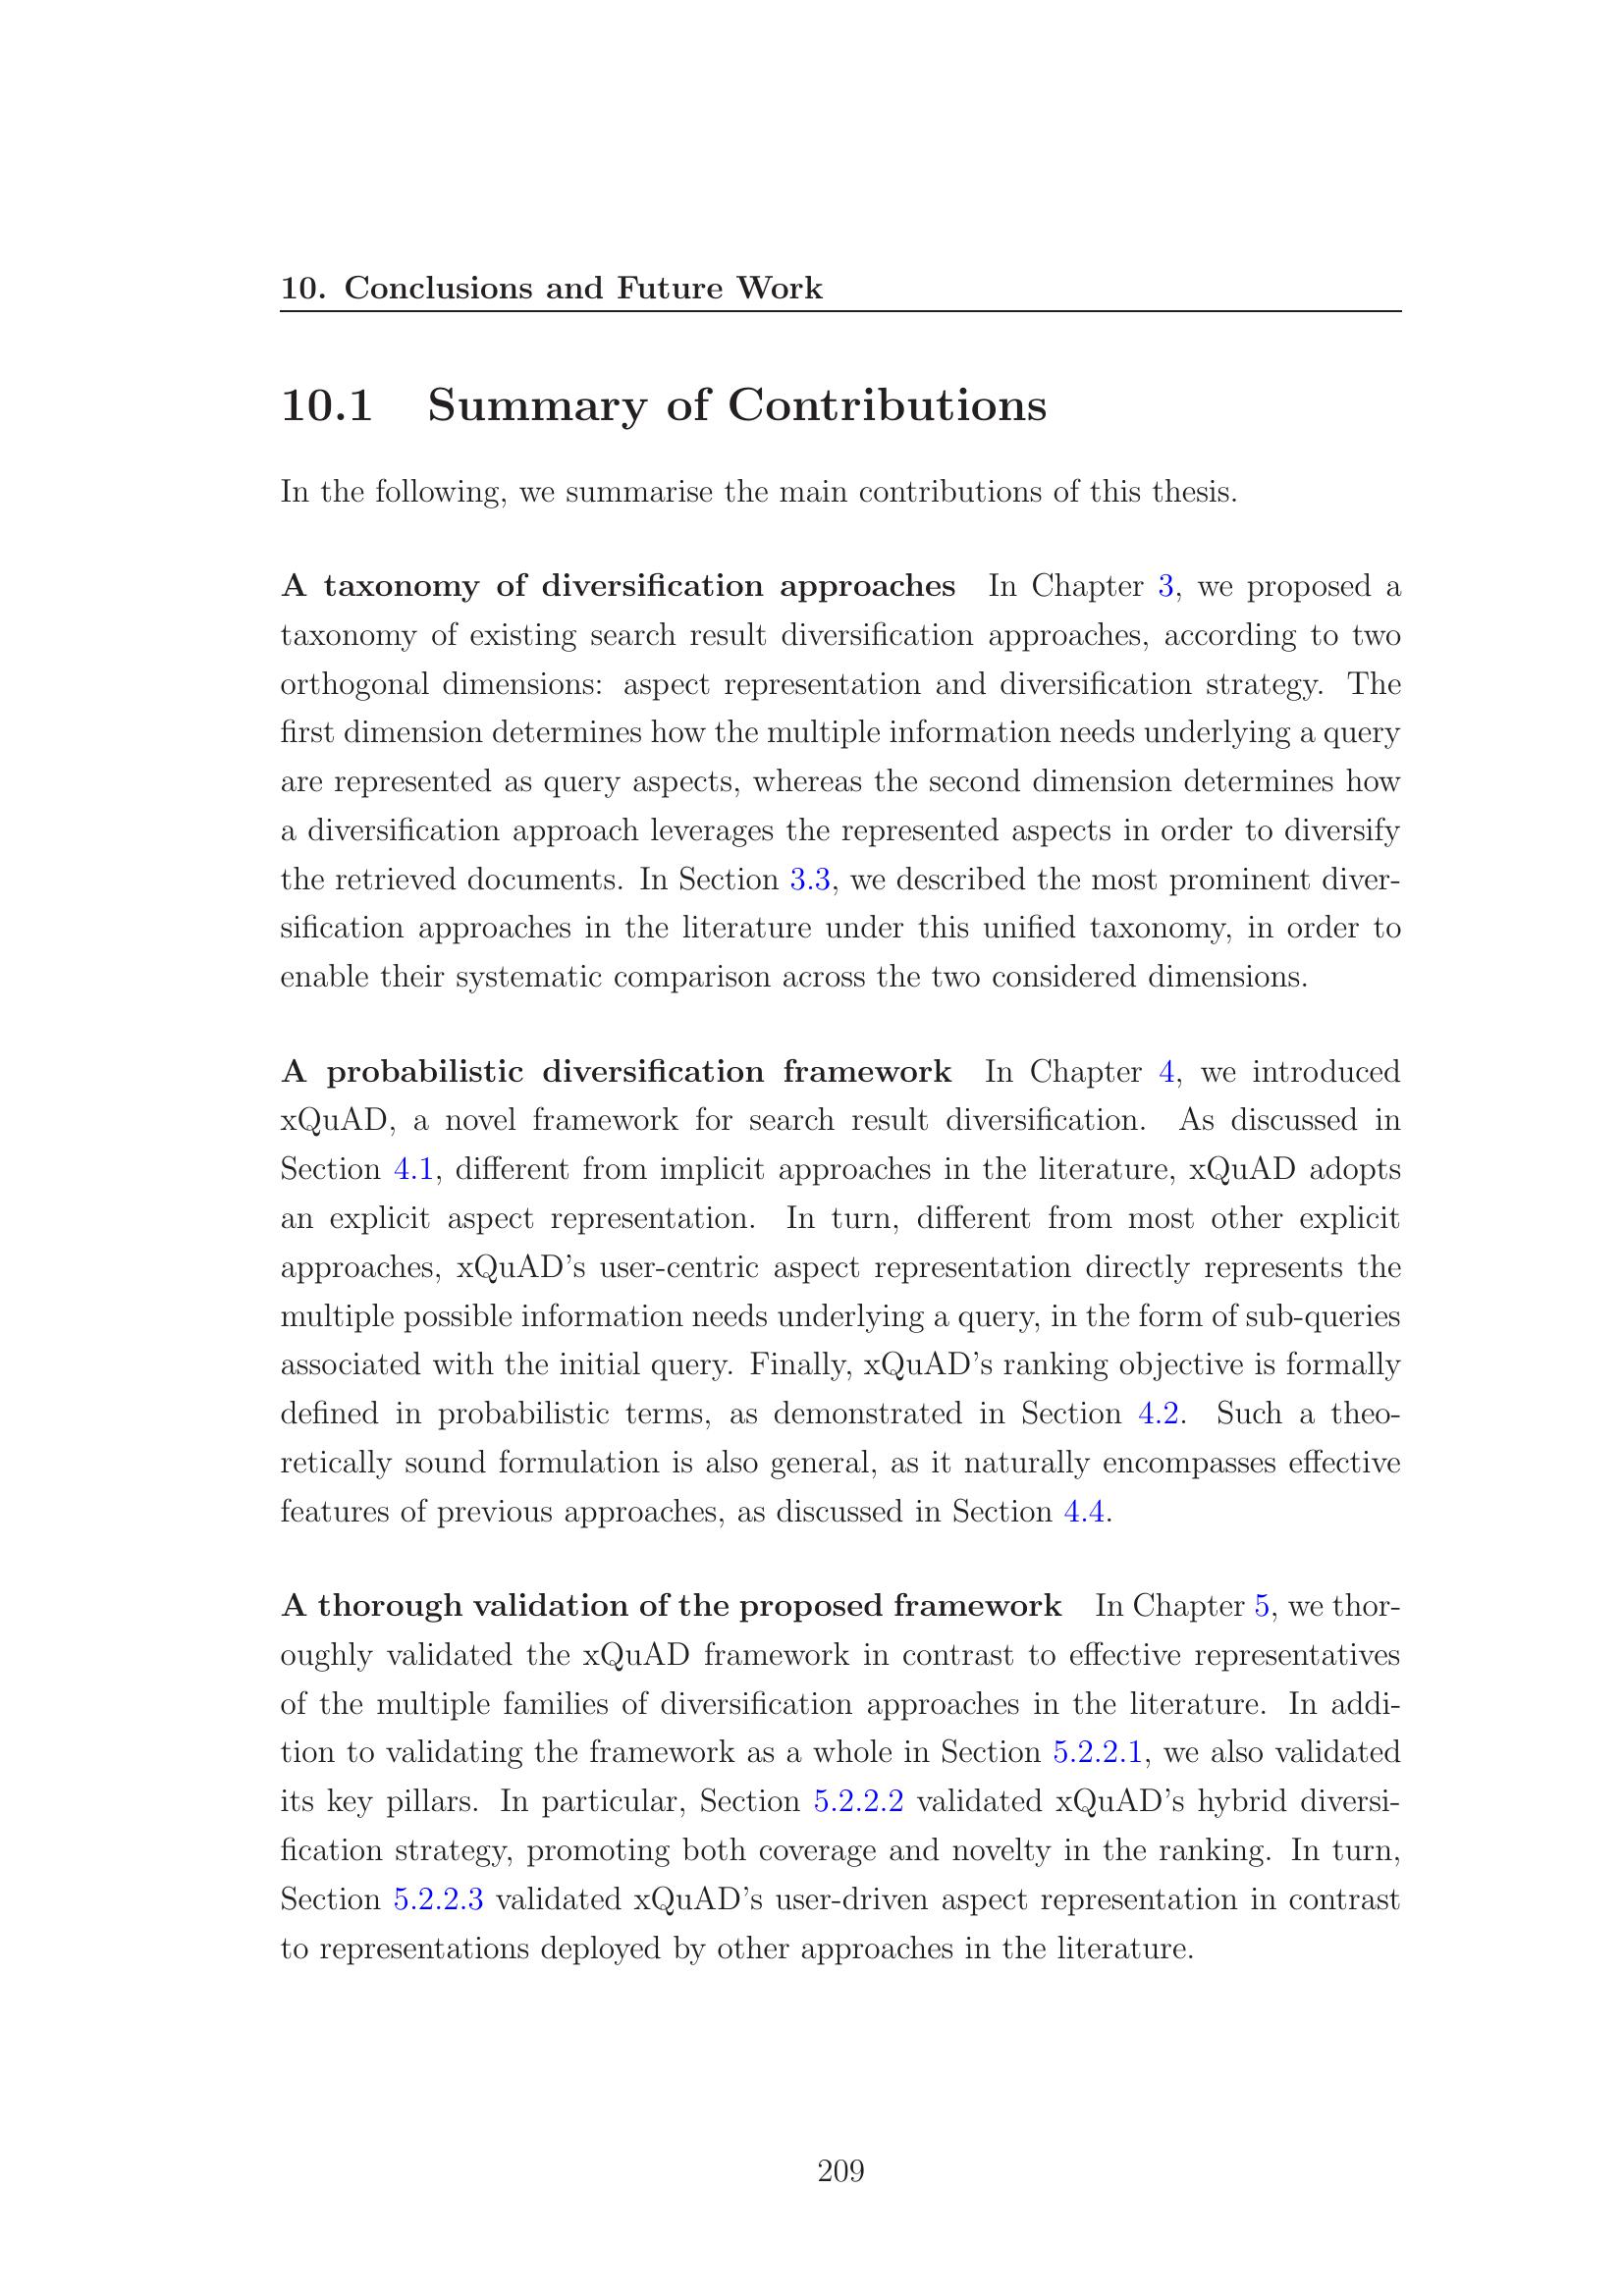 10. Conclusions and Future Work
10.1 Summary of Contributions
In the following, we summarise the main contributions of this thesis.
A taxonomy of diversification approaches In Chapter 3, we proposed a
taxonomy of existing search result diversification approaches, according to two
orthogonal dimensions: aspect representation and diversification strategy. The
first dimension determines how the multiple information needs underlying a query
are represented as query aspects, whereas the second dimension determines how
a diversification approach leverages the represented aspects in order to diversify
the retrieved documents. In Section 3.3, we described the most prominent diver-
sification approaches in the literature under this unified taxonomy, in order to
enable their systematic comparison across the two considered dimensions.
A probabilistic diversification framework In Chapter 4, we introduced
xQuAD, a novel framework for search result diversification. As discussed in
Section 4.1, different from implicit approaches in the literature, xQuAD adopts
an explicit aspect representation. In turn, different from most other explicit
approaches, xQuAD's user-centric aspect representation directly represents the
multiple possible information needs underlying a query, in the form of sub-queries
associated with the initial query. Finally, xQuAD's ranking objective is formally
defined in probabilistic terms, as demonstrated in Section 4.2. Such a theo-
retically sound formulation is also general, as it naturally encompasses effective
features of previous approaches, as discussed in Section 4.4.
A thorough validation of the proposed framework In Chapter 5, we thor-
oughly validated the xQuAD framework in contrast to effective representatives
of the multiple families of diversification approaches in the literature. In addi-
tion to validating the framework as a whole in Section 5.2.2.1, we also validated
its key pillars. In particular, Section 5.2.2.2 validated xQuAD's hybrid diversi-
fication strategy, promoting both coverage and novelty in the ranking. In turn,
Section 5.2.2.3 validated xQuAD's user-driven aspect representation in contrast
to representations deployed by other approaches in the literature.
209